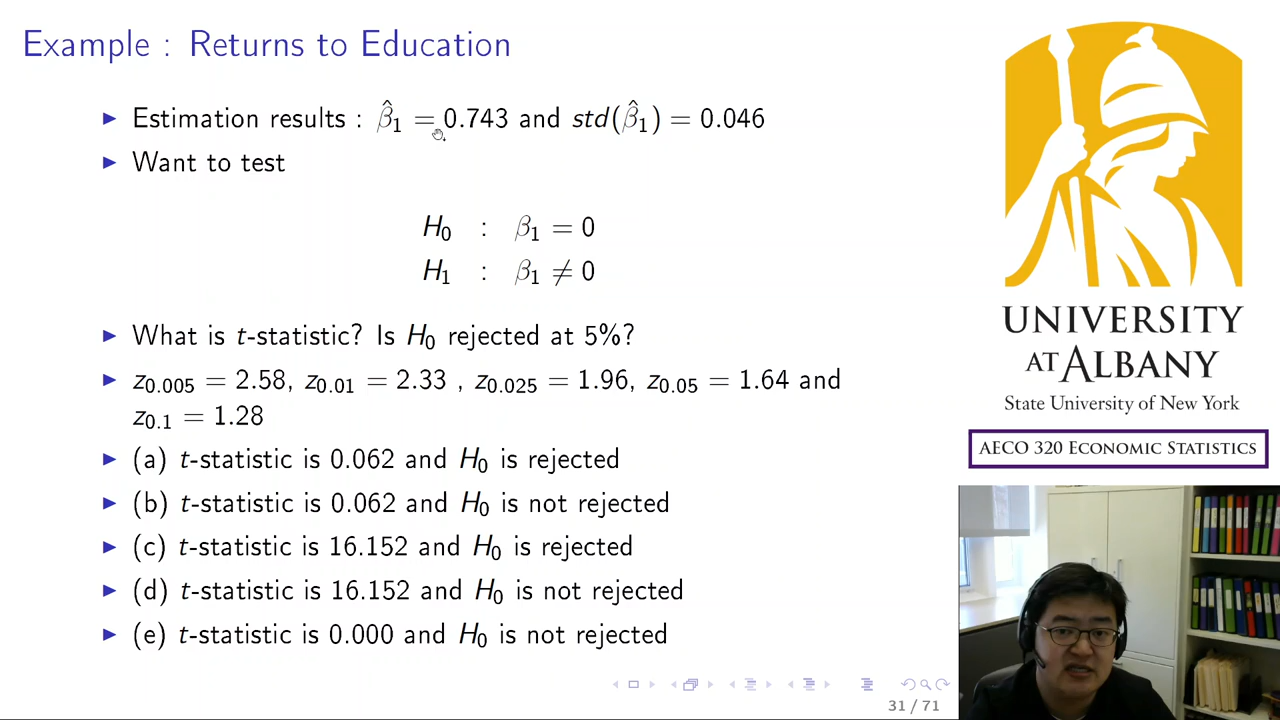 Example : Returns to Education
▶ Estimation results : β̂₁ = 0.743 and std(β̂₁) = 0.046
▶ Want to test
H₀ : β₁ = 0
H₁ : β₁ ≠ 0
▶ What is t-statistic? Is H₀ rejected at 5%?
▶ z₀.₀₀₅ = 2.58, z₀.₀₁ = 2.33 , z₀.₀₂₅ = 1.96, z₀.₀₅ = 1.64 and
z₀.₁ = 1.28
▶ (a) t-statistic is 0.062 and H₀ is rejected
▶ (b) t-statistic is 0.062 and H₀ is not rejected
▶ (c) t-statistic is 16.152 and H₀ is rejected
▶ (d) t-statistic is 16.152 and H₀ is not rejected
▶ (e) t-statistic is 0.000 and H₀ is not rejected
31 / 71
UNIVERSITY
AT ALBANY
State University of New York
AECO 320 Economic Statistics